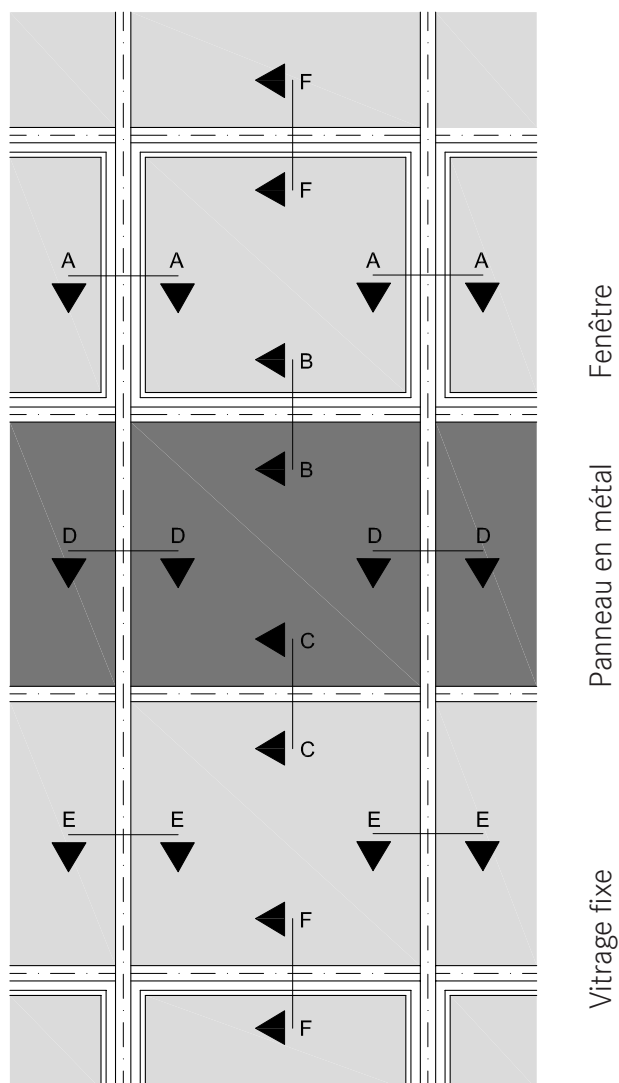 F
F
A A A A
B
B
D D D D
C
C
E E E E
F
F
Fenêtre
Panneau en métal
Vitrage fixe